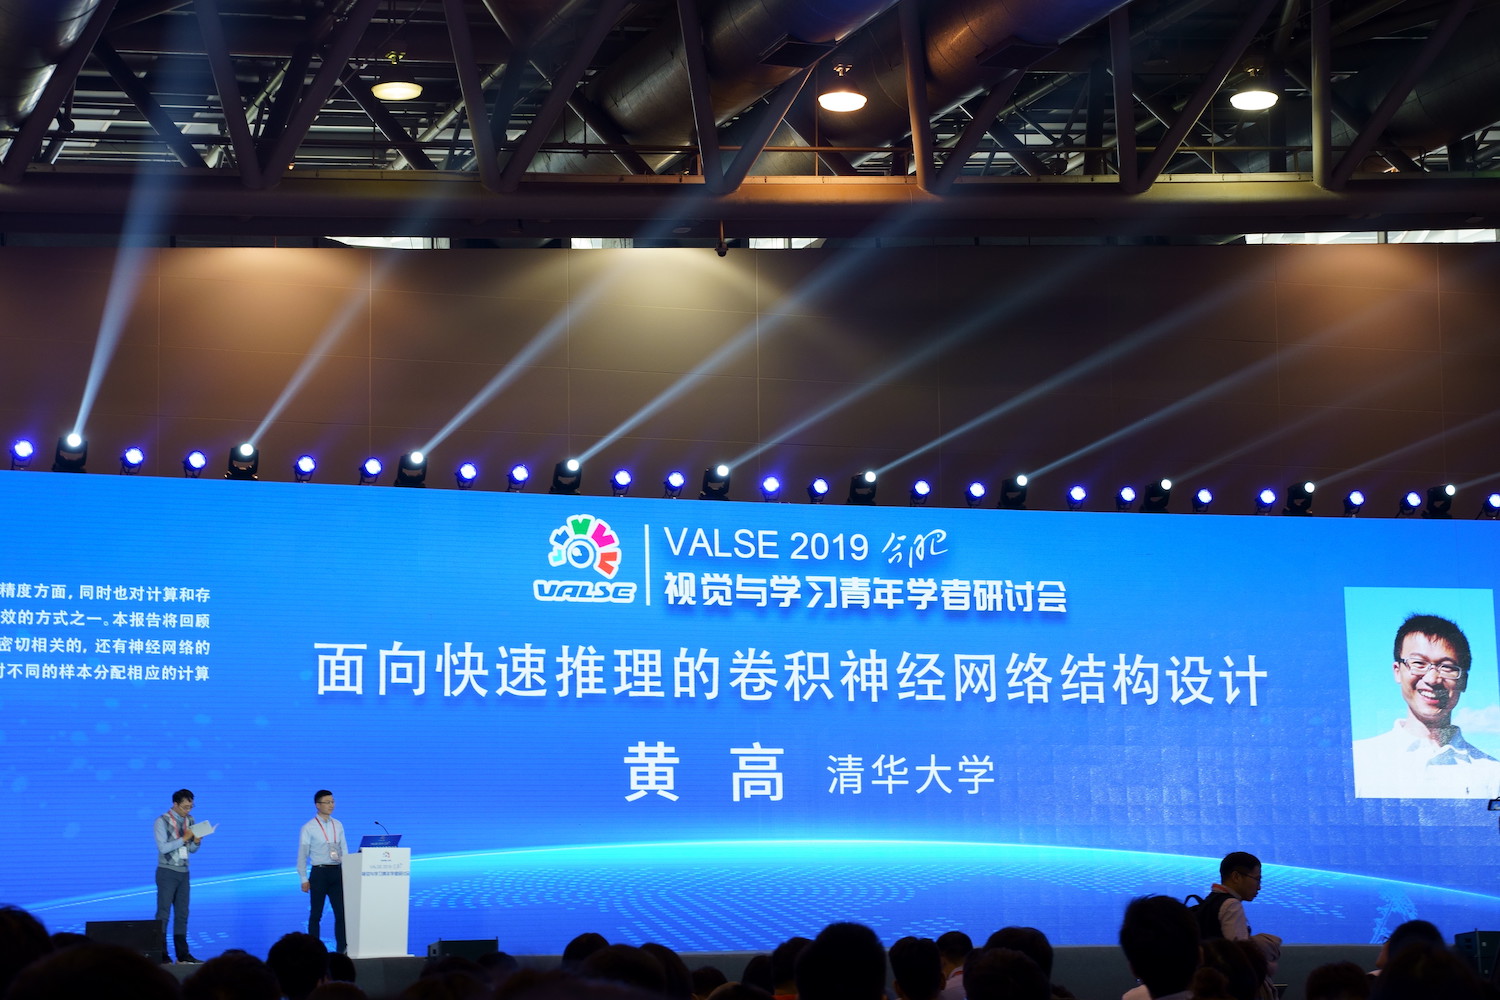 VALSE
VALSE 2019 合肥
视觉与学习青年学者研讨会
精度方面，同时也对计算和存
效的方式之一。本报告将回顾
密切相关的，还有神经网络的
对不同的样本分配相应的计算
面向快速推理的卷积神经网络结构设计
黄 高 清华大学